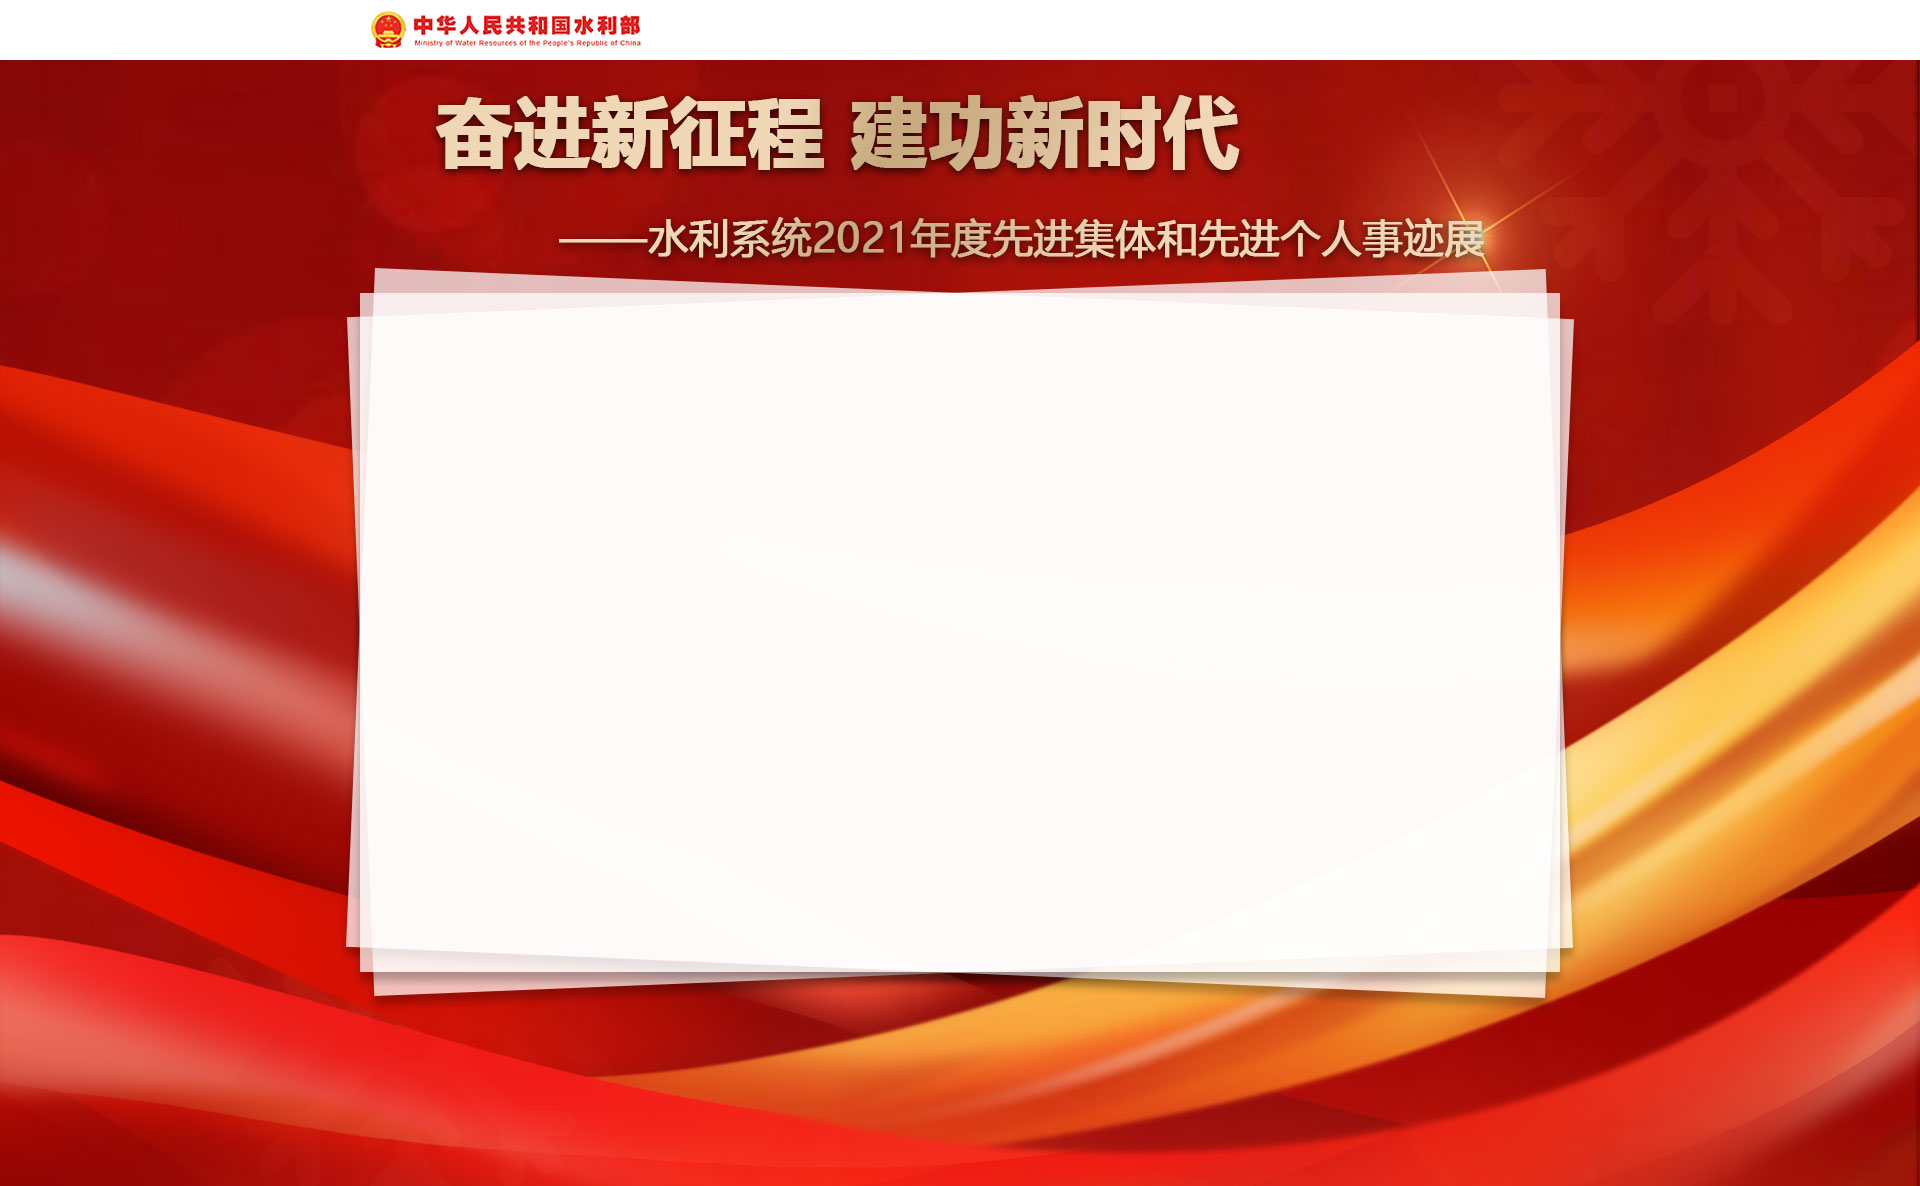 中华人民共和国水利部
Ministry of Water Resources of the People's Republic of China
奋进新征程 建功新时代
——水利系统2021年度先进集体和先进个人事迹展